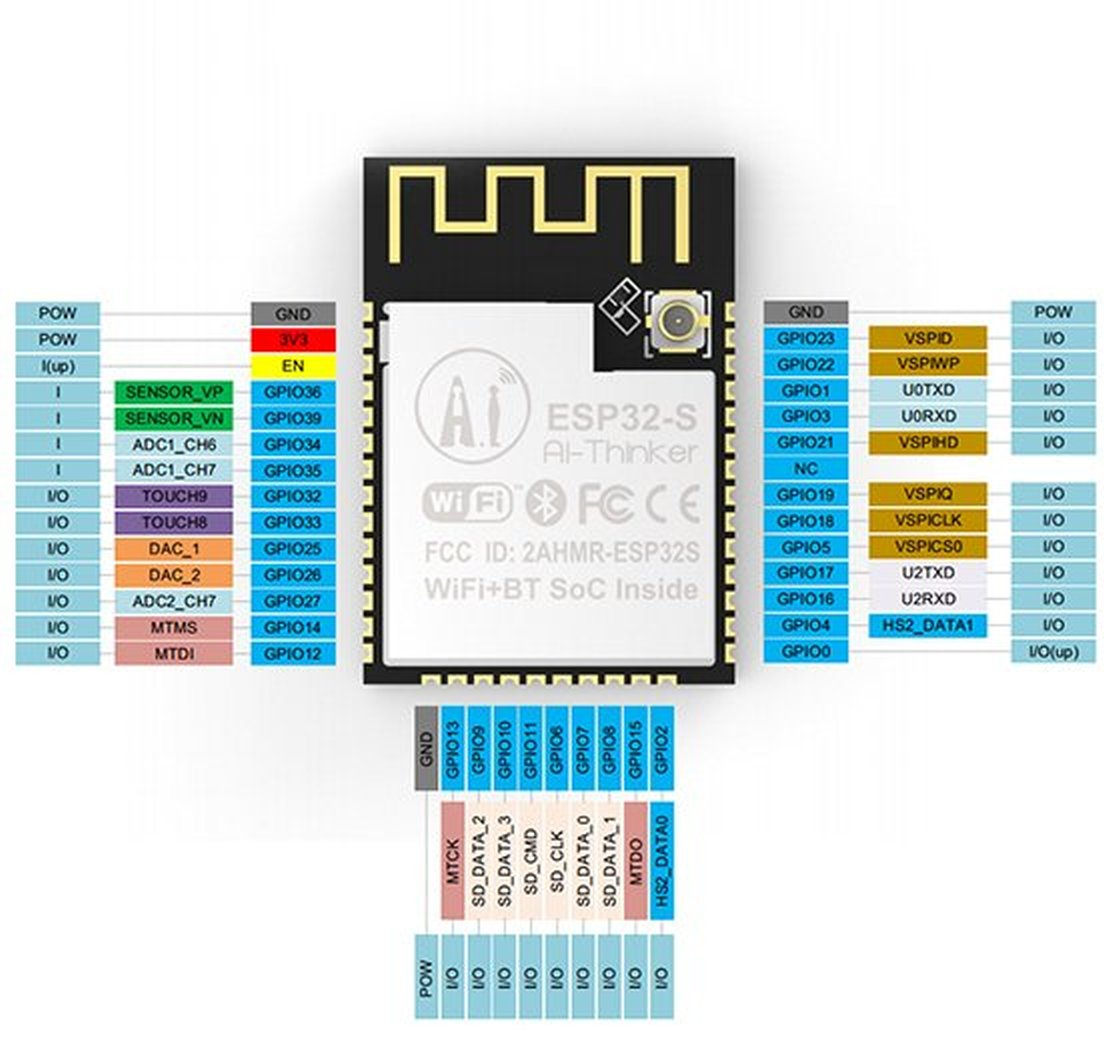 POW GND
POW 3V3
I(up) EN
I SENSOR_VP GPIO36
I SENSOR_VN GPIO39
I ADC1_CH6 GPIO34
I ADC1_CH7 GPIO35
I/O TOUCH9 GPIO32
I/O TOUCH8 GPIO33
I/O DAC_1 GPIO25
I/O DAC_2 GPIO26
I/O ADC2_CH7 GPIO27
I/O MTMS GPIO14
I/O MTDI GPIO12
A.I
ESP32-S
AI-Thinker
WiFi ™ FC CE
FCC ID: 2AHMR-ESP32S
WiFi+BT SoC Inside
GND POW
GPIO23 VSPID I/O
GPIO22 VSPIWP I/O
GPIO1 U0TXD I/O
GPIO3 U0RXD I/O
GPIO21 VSPIHD I/O
NC
GPIO19 VSPIQ I/O
GPIO18 VSPICLK I/O
GPIO5 VSPICS0 I/O
GPIO17 U2TXD I/O
GPIO16 U2RXD I/O
GPIO4 HS2_DATA1 I/O
GPIO0 I/O(up)
GND POW
GPIO13 MTCK I/O
GPIO9 SD_DATA_2 I/O
GPIO10 SD_DATA_3 I/O
GPIO11 SD_CMD I/O
GPIO6 SD_CLK I/O
GPIO7 SD_DATA_0 I/O
GPIO8 SD_DATA_1 I/O
GPIO15 MTDO I/O
GPIO2 HS2_DATA0 I/O